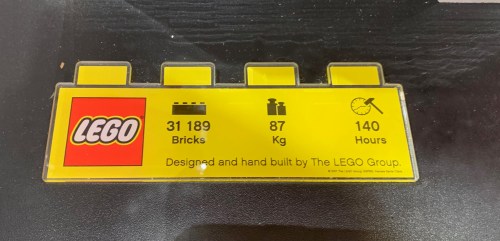 LEGO
31 189
Bricks
87
Kg
140
Hours
Designed and hand built by The LEGO Group.